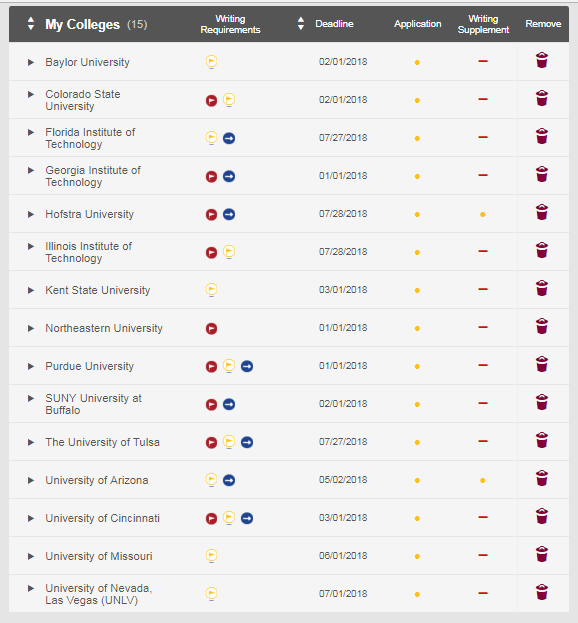 My Colleges (15) Writing Requirements Deadline Application Writing Supplement Remove
Baylor University 02/01/2018
Colorado State
University 02/01/2018
Florida Institute of
Technology 07/27/2018
Georgia Institute of
Technology 01/01/2018
Hofstra University 07/28/2018
Illinois Institute of
Technology 07/28/2018
Kent State University 03/01/2018
Northeastern University 01/01/2018
Purdue University 01/01/2018
SUNY University at
Buffalo 02/01/2018
The University of Tulsa 07/27/2018
University of Arizona 05/02/2018
University of Cincinnati 03/01/2018
University of Missouri 06/01/2018
University of Nevada,
Las Vegas (UNLV) 07/01/2018